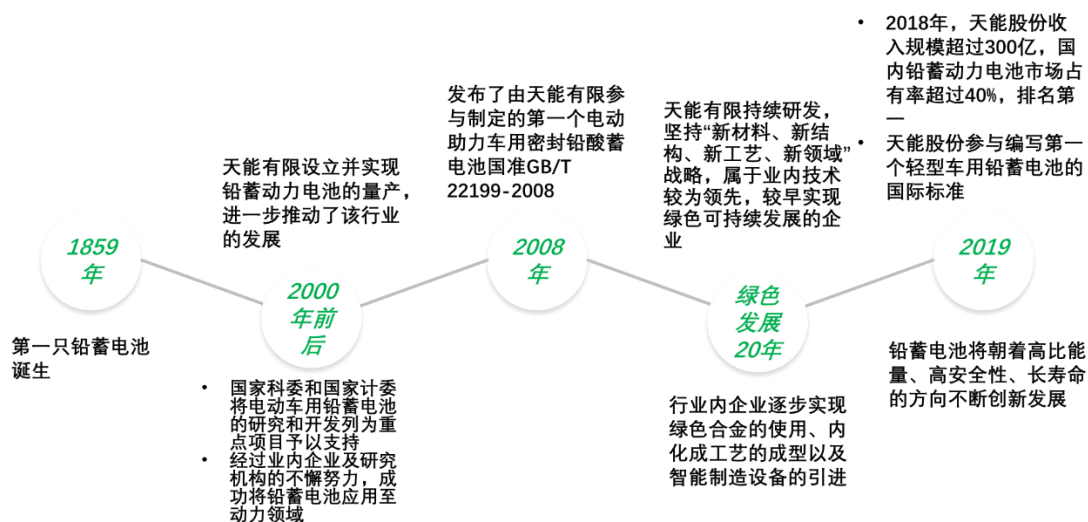 1859
年
第一只铅蓄电池
诞生
天能有限设立并实现
铅蓄动力电池的量产，
进一步推动了该行业
的发展
2000
年前
后
• 国家科委和国家计委
将电动车用铅蓄电池
的研究和开发列为重
点项目予以支持
• 经过业内企业及研究
机构的不懈努力，成
功将铅蓄电池应用至
动力领域
发布了由天能有限参
与制定的第一个电动
助力车用密封铅酸蓄
电池国准GB/T
22199-2008
2008
年
天能有限持续研发，
坚持“新材料、新结
构、新工艺、新领域”
战略，属于业内技术
较为领先，较早实现
绿色可持续发展的企
业
绿色
发展
20年
行业内企业逐步实现
绿色合金的使用、内
化成工艺的成型以及
智能制造设备的引进
• 2018年，天能股份收
入规模超过300亿，国
内铅蓄动力电池市场占
有率超过40%，排名第
一
• 天能股份参与编写第一
个轻型车用铅蓄电池的
国际标准
2019
年
铅蓄电池将朝着高比能
量、高安全性、长寿命
的方向不断创新发展